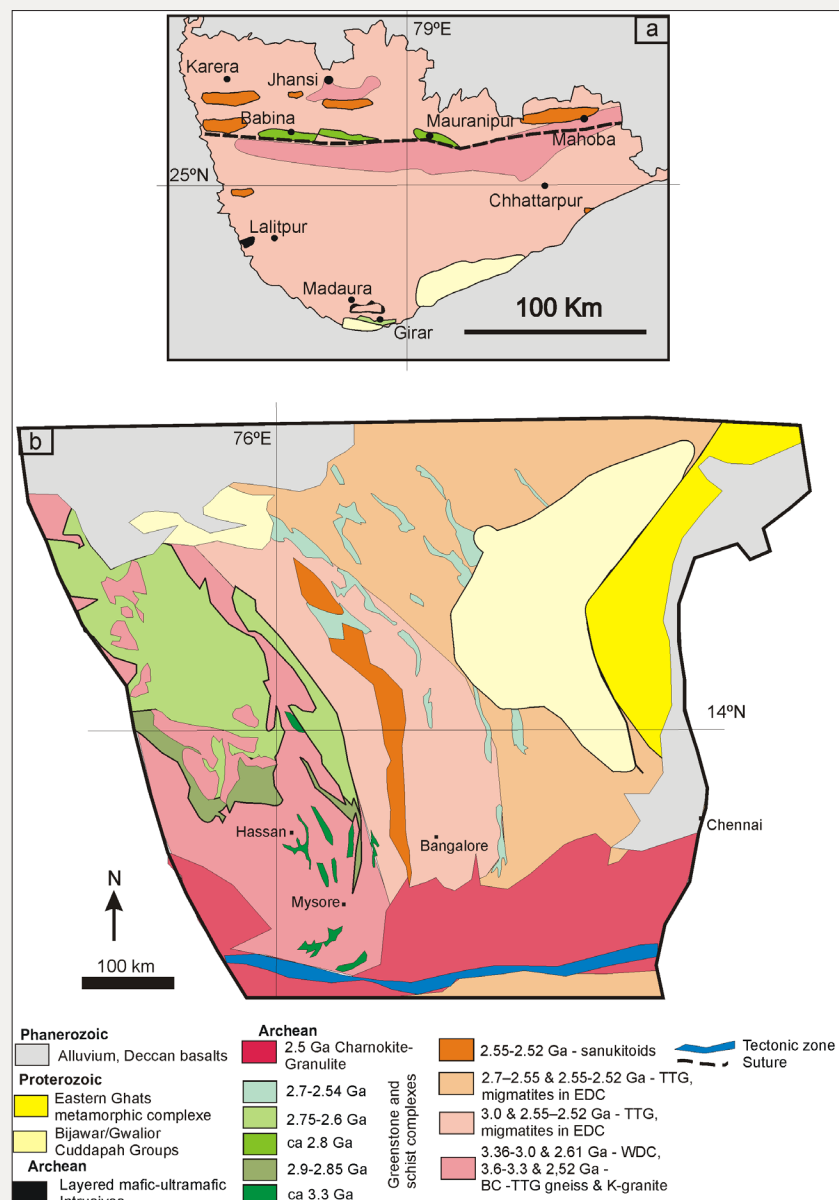 79ºE
a
Karera
Jhansi
Babina
Mauranipur
Mahoba
25ºN
Chhattarpur
Lalitpur
Madaura
100 Km
Girar
b
76ºE
14ºN
Hassan
Bangalore
Chennai
N
Mysore
100 km
Phanerozoic
Alluvium, Deccan basalts
Proterozoic
Eastern Ghats
metamorphic complexe
Bijawar/Gwalior
Cuddapah Groups
Archean
Layered mafic-ultramafic
Intrusives
Archean
2.5 Ga Charnokite-
Granulite
2.7-2.54 Ga
2.75-2.6 Ga
ca 2.8 Ga
2.9-2.85 Ga
ca 3.3 Ga
Greenstone and
schist complexes
2.55-2.52 Ga - sanukitoids
2.7–2.55 & 2.55-2.52 Ga - TTG,
migmatites in EDC
3.0 & 2.55–2.52 Ga - TTG,
migmatites in EDC
3.36-3.0 & 2.61 Ga - WDC,
3.6-3.3 & 2,52 Ga -
BC -TTG gneiss & K-granite
Tectonic zone
Suture